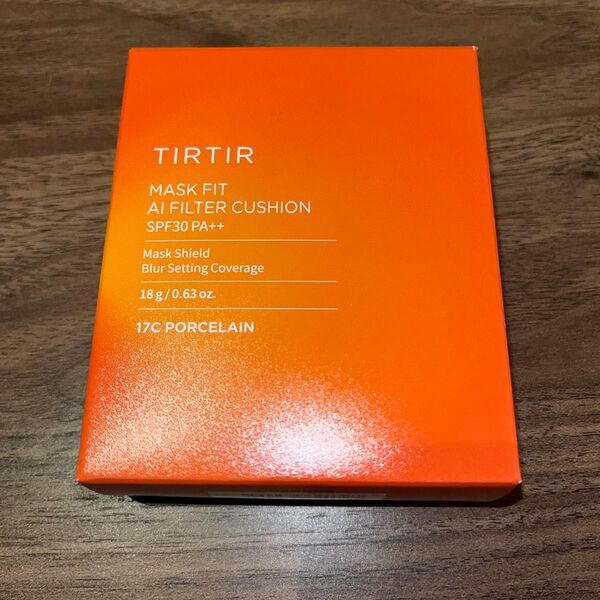 TIRTIR
MASK FIT
AI FILTER CUSHION
SPF30 PA++
Mask Shield
Blur Setting Coverage
18 g / 0.63 oz.
17C PORCELAIN